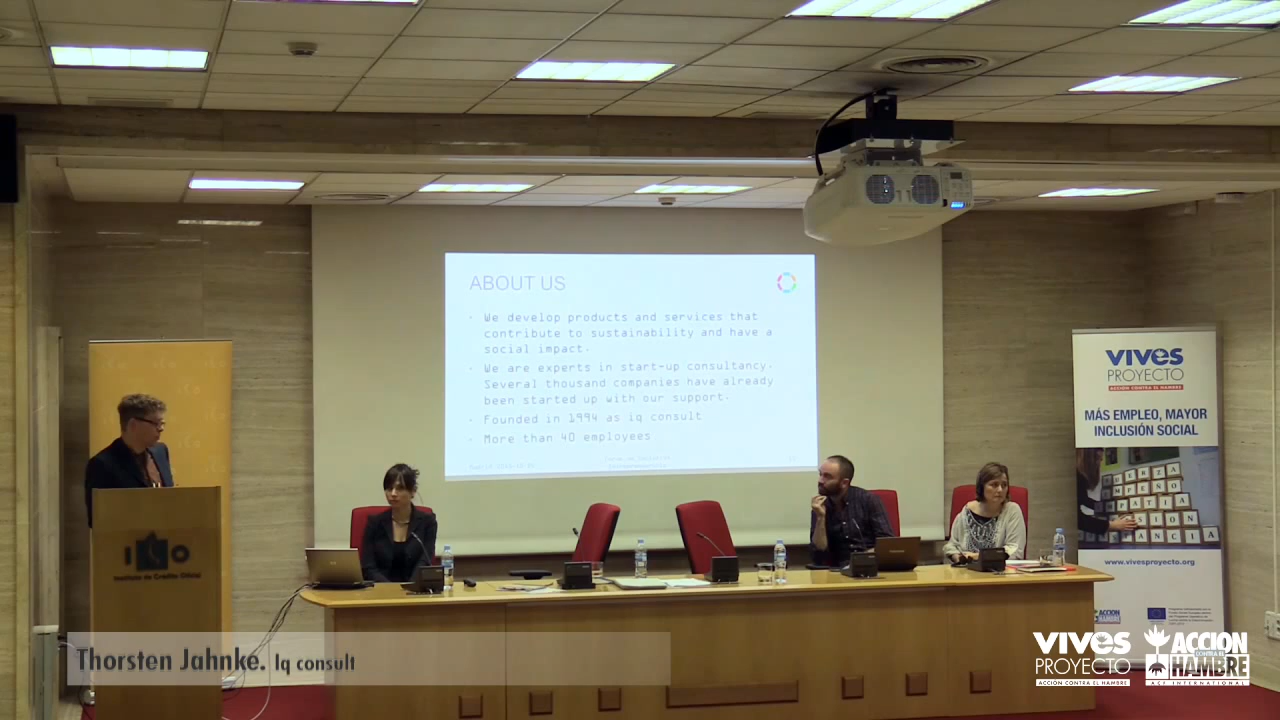 ABOUT US
• We develop products and services that
contribute to sustainability and have a
social impact.
• We are experts in start-up consultancy.
Several thousand companies have already
been started up with our support.
• Founded in 1994 as iq consult
• More than 40 employees
ico
ICO
Instituto de Crédito Oficial
VIVES
PROYECTO
ACCIÓN CONTRA EL HAMBRE
MÁS EMPLEO, MAYOR
INCLUSIÓN SOCIAL
www.vivesproyecto.org
Thorsten Jahnke. Iq consult
VIVES
PROYECTO
ACCIÓN CONTRA EL HAMBRE
ACCION
CONTRA EL
HAMBRE
ACF INTERNATIONAL